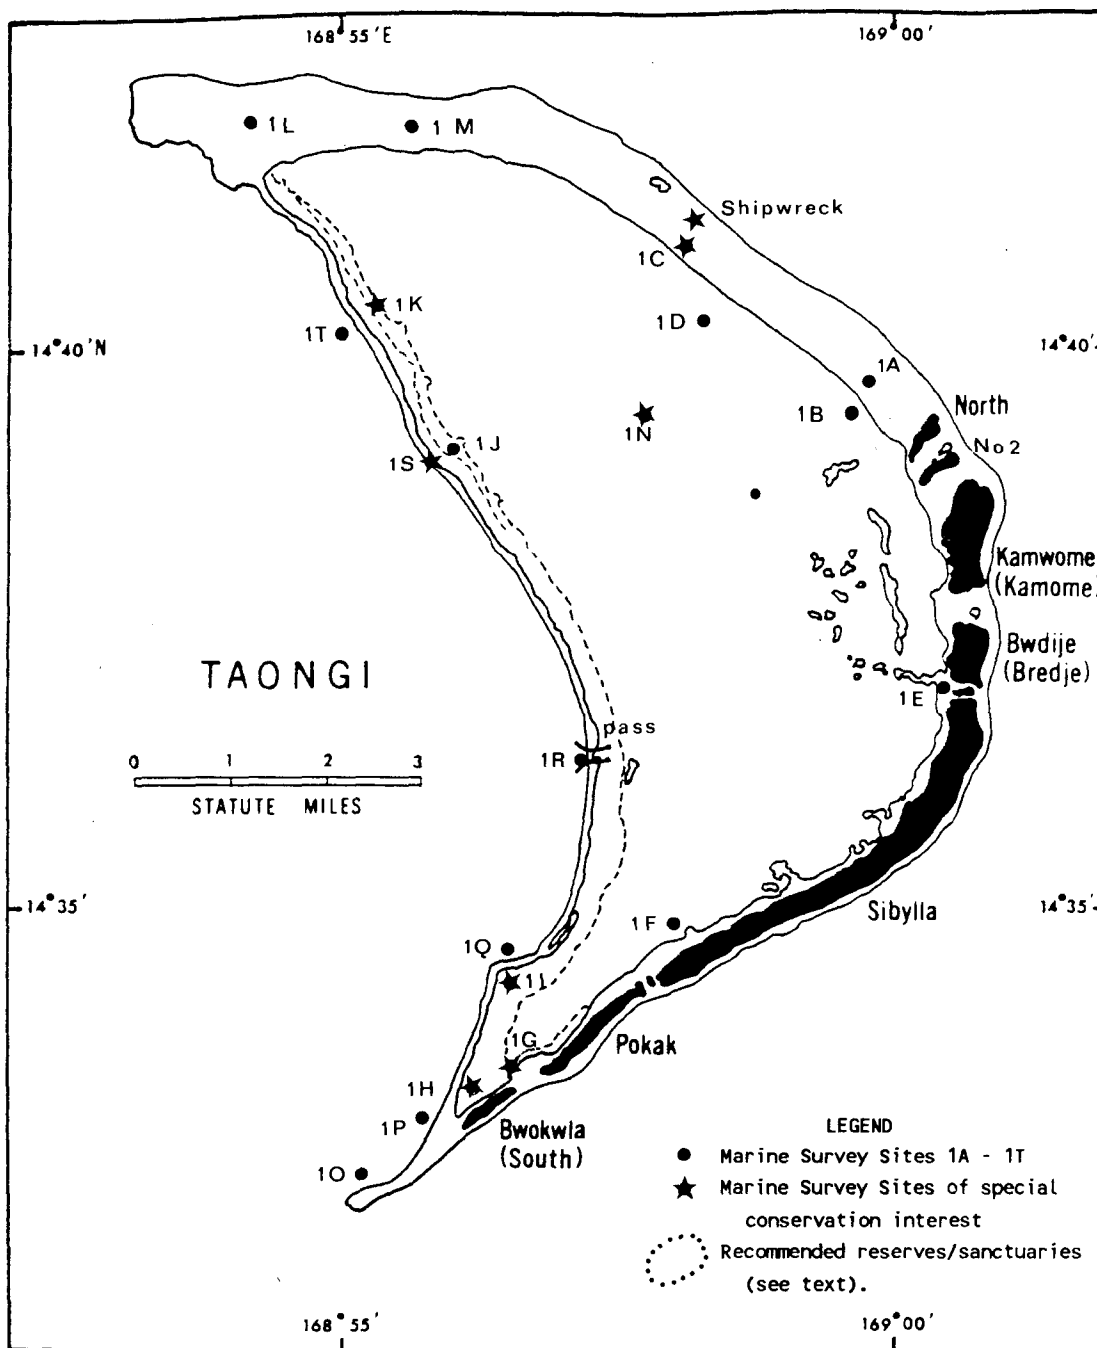 168°55'E
169°00'
1L
1 M
Shipwreck
1C
1K
1D
1T
14°40'N
14°40'
1A
North
1B
1N
No2
1J
1S
Kamwome
(Kamome)
Bwdije
(Bredje)
TAONGI
1E
pass
1R
0 1 2 3
STATUTE MILES
14°35'
14°35'
Sibylla
1F
1Q
1I
1G
Pokak
1H
1P
Bwokwla
(South)
1O
LEGEND
Marine Survey Sites 1A - 1T
Marine Survey Sites of special
conservation interest
Recommended reserves/sanctuaries
(see text).
168°55'
169°00'